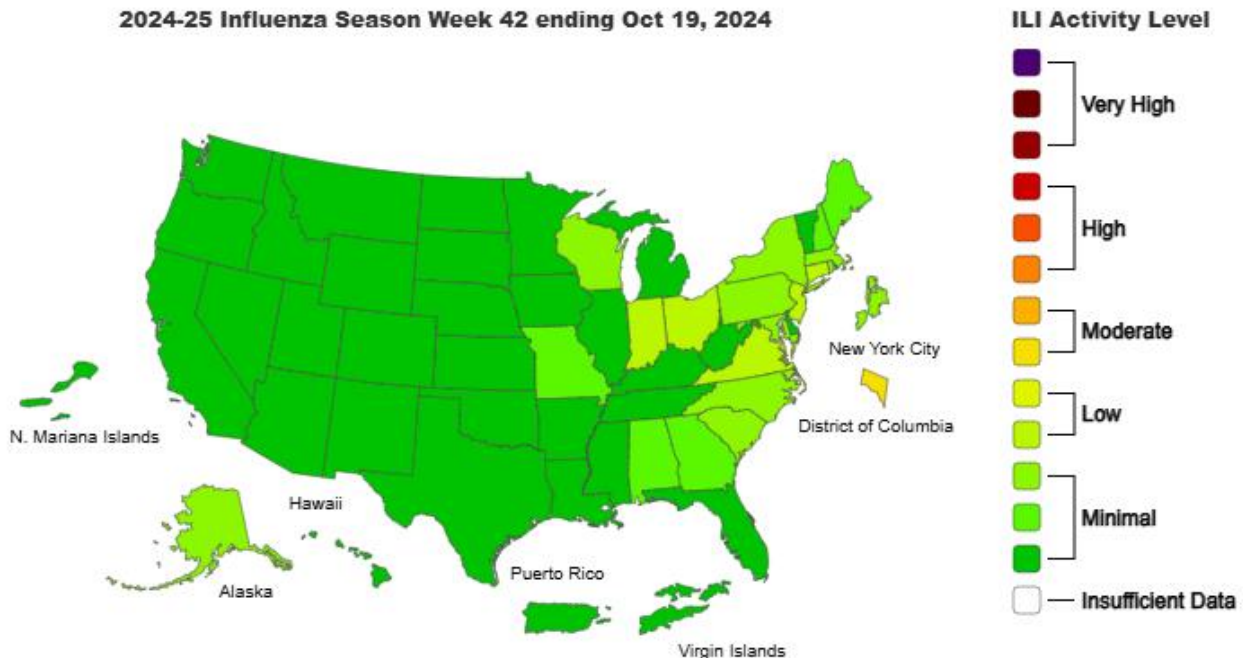 2024-25 Influenza Season Week 42 ending Oct 19, 2024
ILI Activity Level
Very High
High
Moderate
Low
Minimal
Insufficient Data
New York City
District of Columbia
N. Mariana Islands
Hawaii
Alaska
Puerto Rico
Virgin Islands